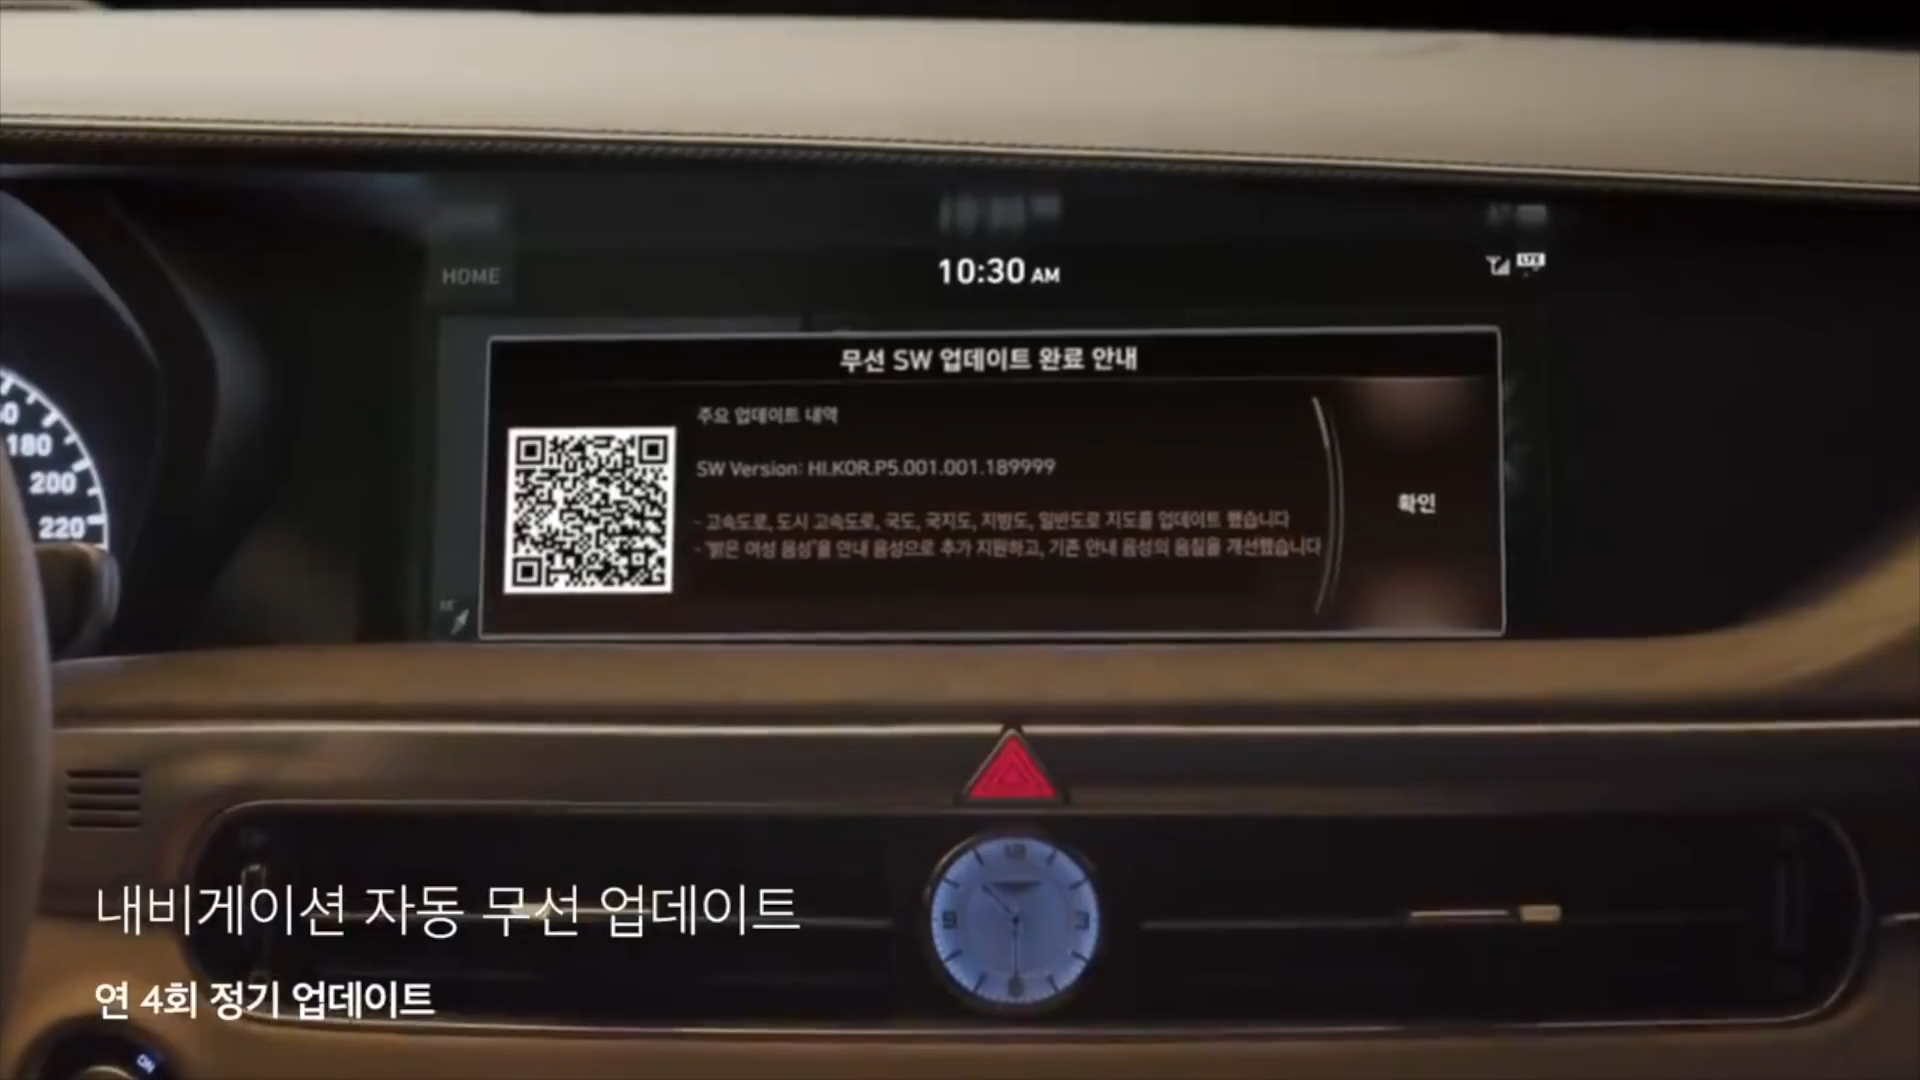 HOME
10:30 AM
LTE
무선 SW 업데이트 완료 안내
주요 업데이트 내역
SW Version: HI.KOR.P5.001.001.189999
- 고속도로, 도시 고속도로, 국도, 국지도, 지방도, 일반도로 지도를 업데이트 했습니다
- '밝은 여성 음성'을 안내 음성으로 추가 지원하고, 기존 안내 음성의 음질을 개선했습니다
확인
180
200
220
12
9
3
내비게이션 자동 무선 업데이트
연 4회 정기 업데이트
ON